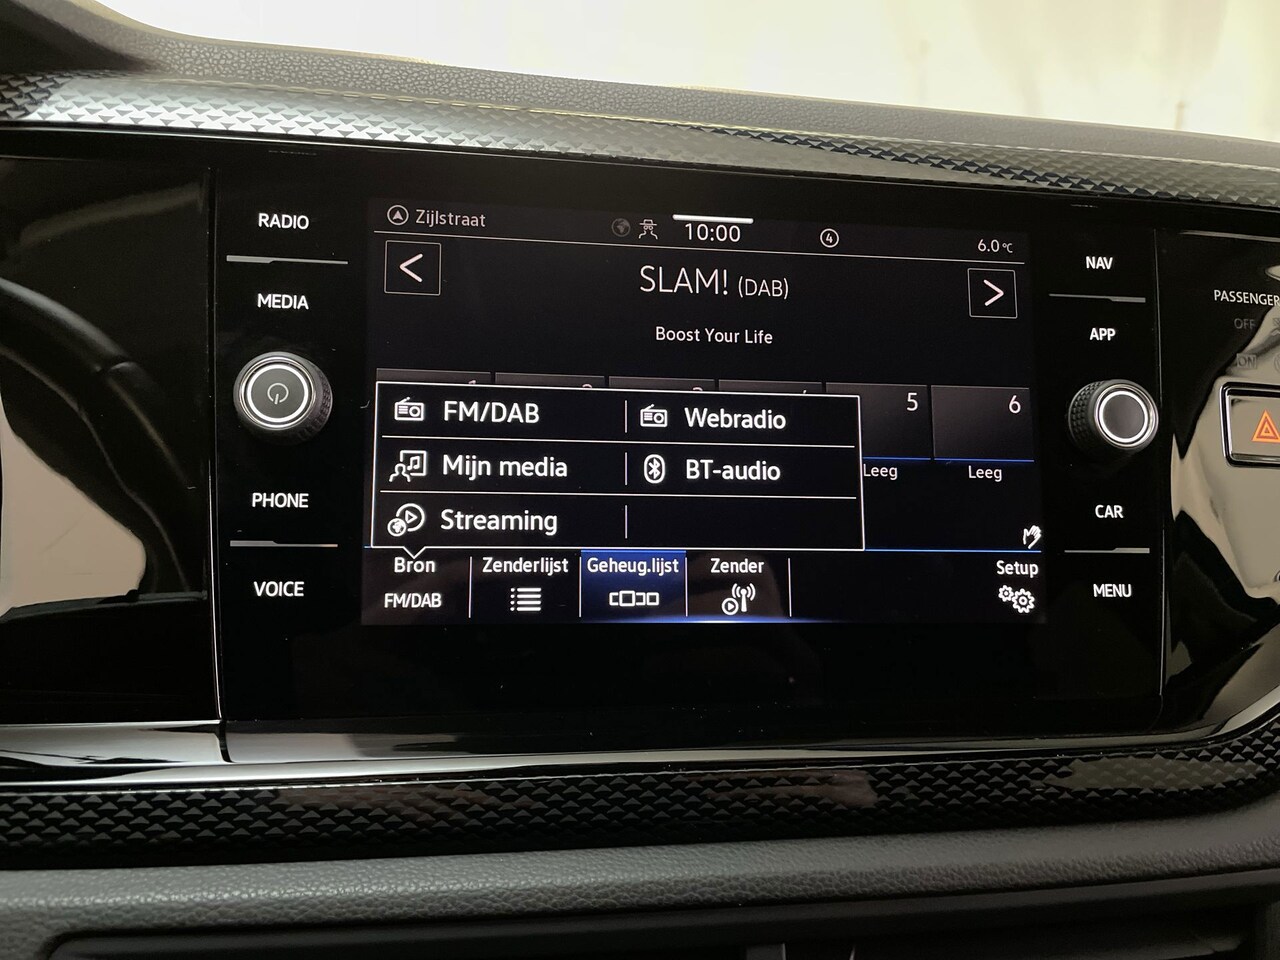 RADIO
MEDIA
PHONE
VOICE
Zijlstraat
10:00
4
6.0°C
<
SLAM! (DAB)
>
Boost Your Life
5
6
FM/DAB
Webradio
Mijn media
BT-audio
Streaming
Leeg
Leeg
Bron
Zenderlijst
Geheug.lijst
Zender
Setup
FM/DAB
NAV
APP
CAR
MENU
PASSENGER
OFF
ON